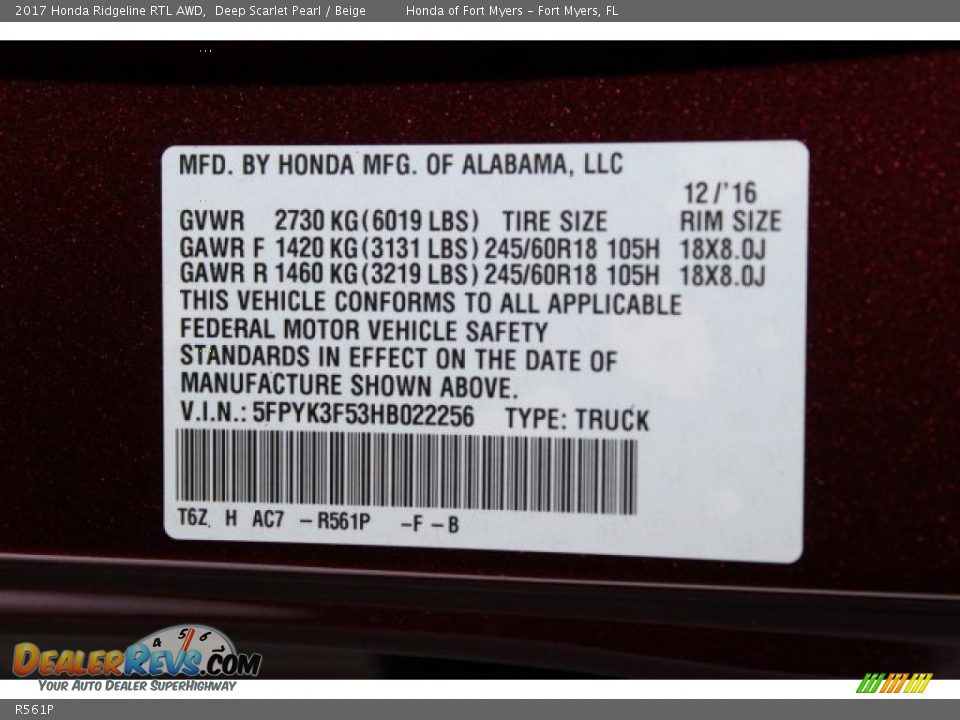 2017 Honda Ridgeline RTL AWD, Deep Scarlet Pearl / Beige Honda of Fort Myers - Fort Myers, FL
MFD. BY HONDA MFG. OF ALABAMA, LLC
12/'16
GVWR 2730 KG(6019 LBS) TIRE SIZE RIM SIZE
GAWR F 1420 KG(3131 LBS) 245/60R18 105H 18X8.0J
GAWR R 1460 KG(3219 LBS) 245/60R18 105H 18X8.0J
THIS VEHICLE CONFORMS TO ALL APPLICABLE
FEDERAL MOTOR VEHICLE SAFETY
STANDARDS IN EFFECT ON THE DATE OF
MANUFACTURE SHOWN ABOVE.
V.I.N.: 5FPYK3F53HB022256 TYPE: TRUCK
T6Z H AC7 -R561P -F-B
4 5 6 7
DEALERREVS.COM
YOUR AUTO DEALER SUPERHIGHWAY
R561P